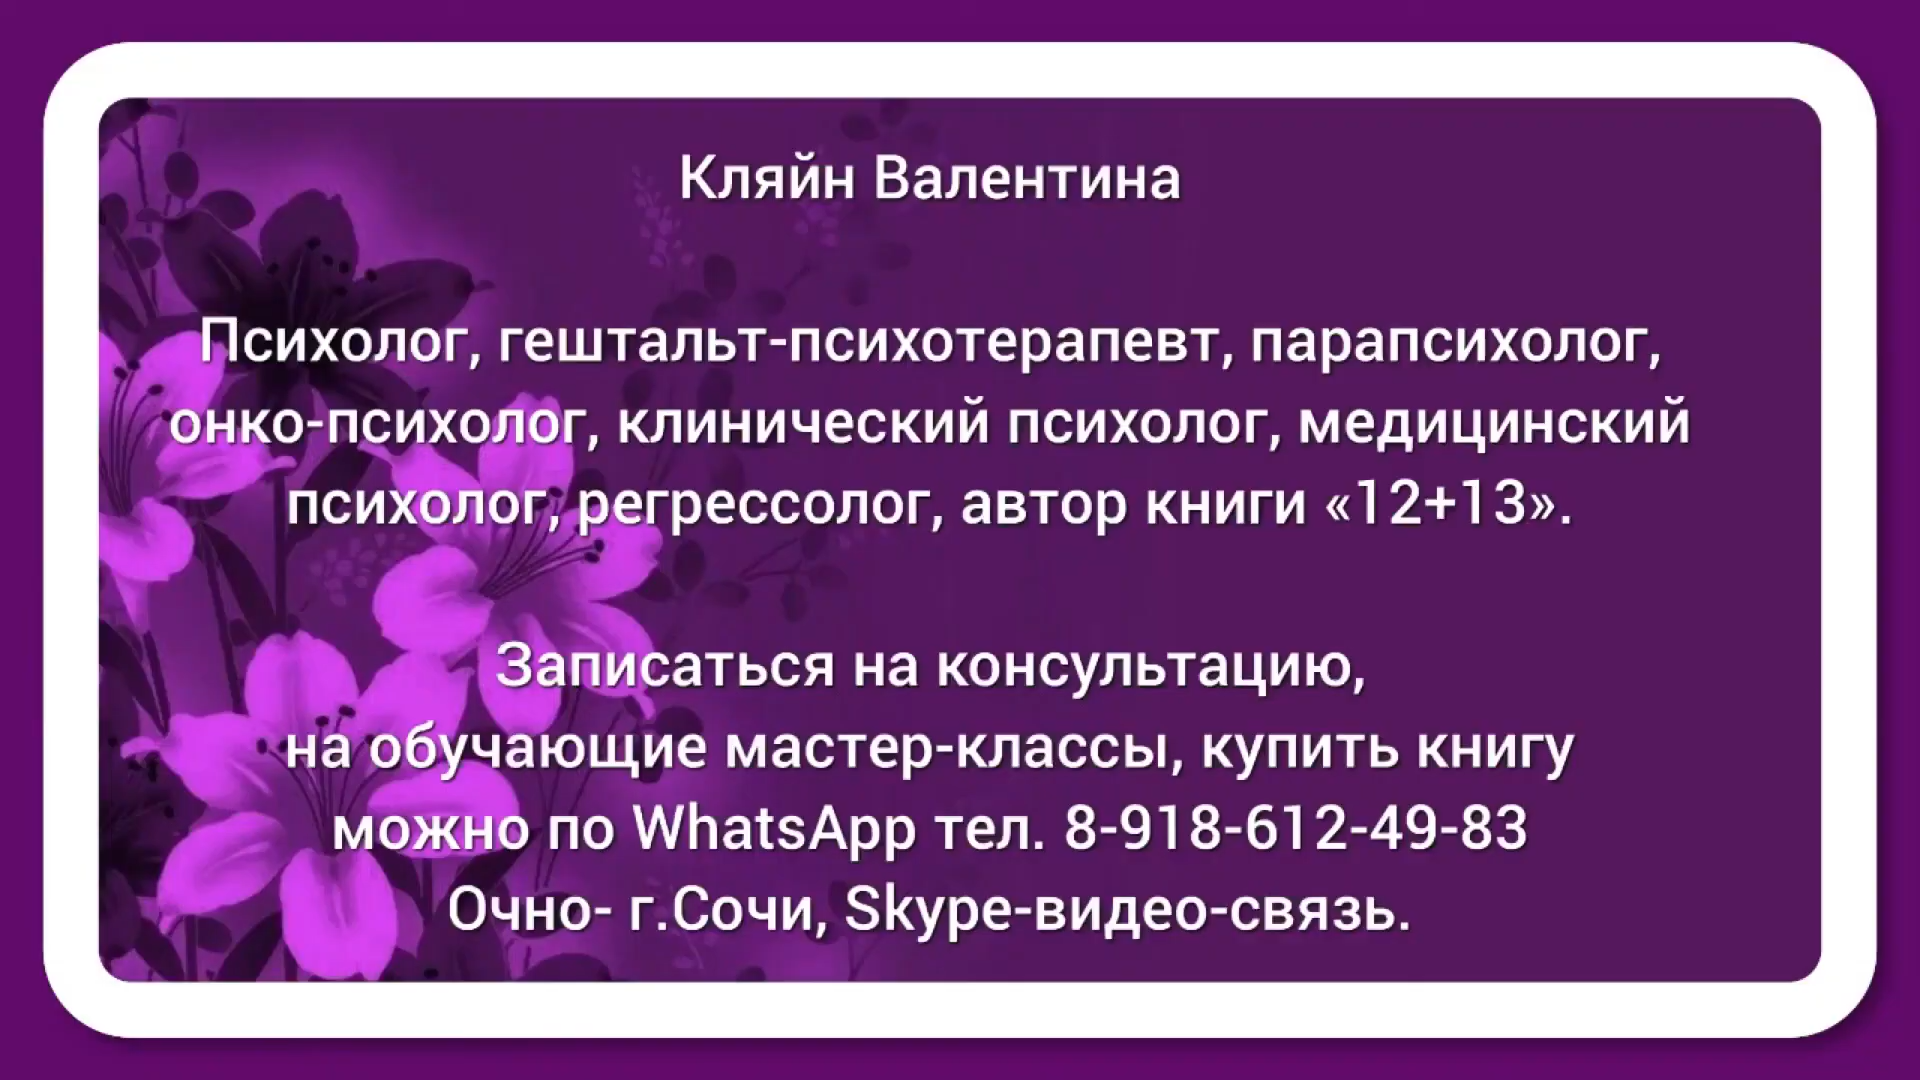 Кляйн Валентина
Психолог, гештальт-психотерапевт, парапсихолог,
онко-психолог, клинический психолог, медицинский
психолог, регрессолог, автор книги «12+13».
Записаться на консультацию,
на обучающие мастер-классы, купить книгу
можно по WhatsApp тел. 8-918-612-49-83
Очно- г.Сочи, Skype-видео-связь.